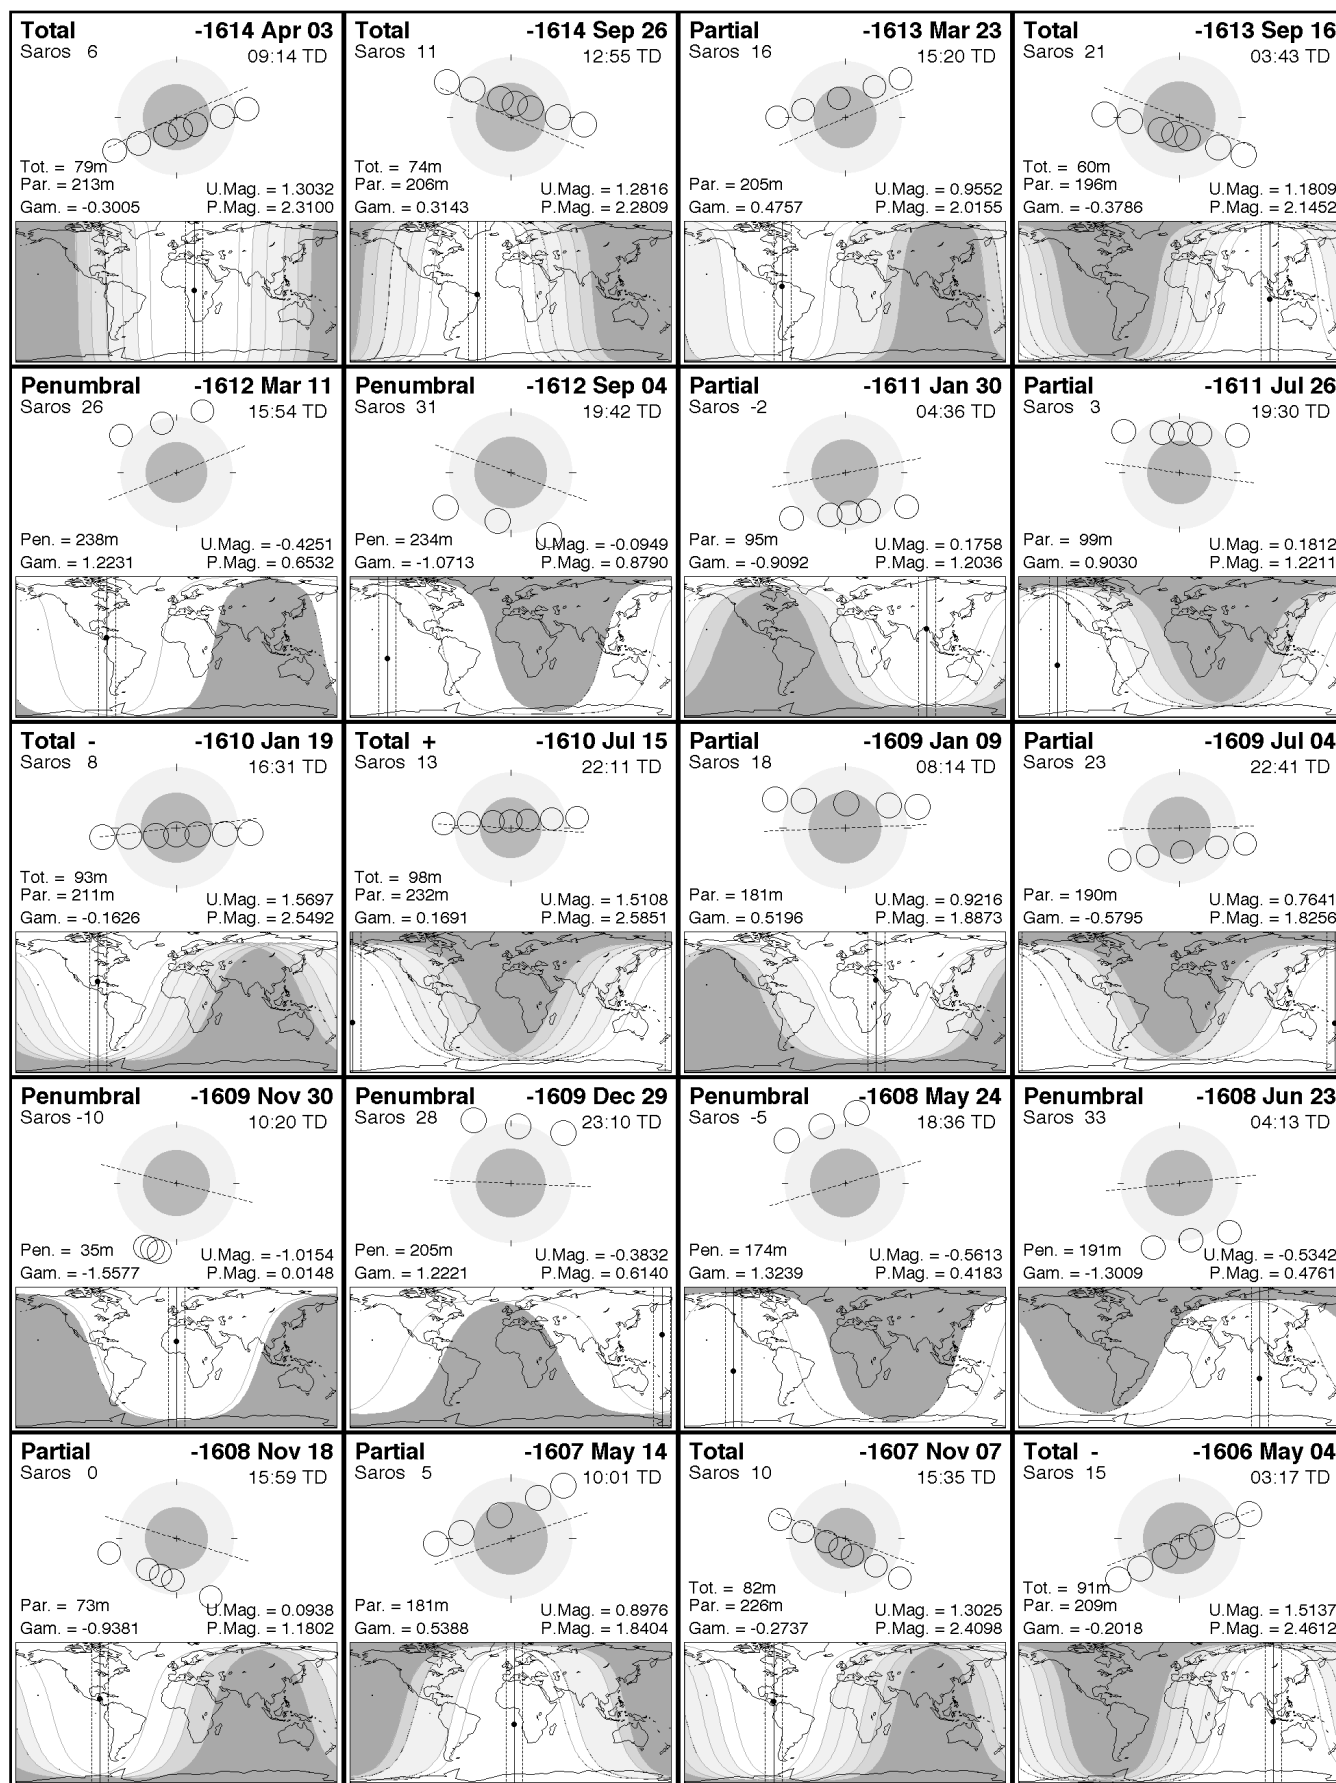 Total -1614 Apr 03
Saros 6 09:14 TD
Tot. = 79m
Par. = 213m U.Mag. = 1.3032
Gam. = -0.3005 P.Mag. = 2.3100
Total -1614 Sep 26
Saros 11 12:55 TD
Tot. = 74m
Par. = 206m U.Mag. = 1.2816
Gam. = 0.3143 P.Mag. = 2.2809
Partial -1613 Mar 23
Saros 16 15:20 TD
Par. = 205m U.Mag. = 0.9552
Gam. = 0.4757 P.Mag. = 2.0155
Total -1613 Sep 16
Saros 21 03:43 TD
Tot. = 60m
Par. = 196m U.Mag. = 1.1809
Gam. = -0.3786 P.Mag. = 2.1452
Penumbral -1612 Mar 11
Saros 26 15:54 TD
Pen. = 238m U.Mag. = -0.4251
Gam. = 1.2231 P.Mag. = 0.6532
Penumbral -1612 Sep 04
Saros 31 19:42 TD
Pen. = 234m U.Mag. = -0.0949
Gam. = -1.0713 P.Mag. = 0.8790
Partial -1611 Jan 30
Saros -2 04:36 TD
Par. = 95m U.Mag. = 0.1758
Gam. = -0.9092 P.Mag. = 1.2036
Partial -1611 Jul 26
Saros 3 19:30 TD
Par. = 99m U.Mag. = 0.1812
Gam. = 0.9030 P.Mag. = 1.2211
Total - -1610 Jan 19
Saros 8 16:31 TD
Tot. = 93m
Par. = 211m U.Mag. = 1.5697
Gam. = -0.1626 P.Mag. = 2.5492
Total + -1610 Jul 15
Saros 13 22:11 TD
Tot. = 98m
Par. = 232m U.Mag. = 1.5108
Gam. = 0.1691 P.Mag. = 2.5851
Partial -1609 Jan 09
Saros 18 08:14 TD
Par. = 181m U.Mag. = 0.9216
Gam. = 0.5196 P.Mag. = 1.8873
Partial -1609 Jul 04
Saros 23 22:41 TD
Par. = 190m U.Mag. = 0.7641
Gam. = -0.5795 P.Mag. = 1.8256
Penumbral -1609 Nov 30
Saros -10 10:20 TD
Pen. = 35m U.Mag. = -1.0154
Gam. = -1.5577 P.Mag. = 0.0148
Penumbral -1609 Dec 29
Saros 28 23:10 TD
Pen. = 205m U.Mag. = -0.3832
Gam. = 1.2221 P.Mag. = 0.6140
Penumbral -1608 May 24
Saros -5 18:36 TD
Pen. = 174m U.Mag. = -0.5613
Gam. = 1.3239 P.Mag. = 0.4183
Penumbral -1608 Jun 23
Saros 33 04:13 TD
Pen. = 191m U.Mag. = -0.5342
Gam. = -1.3009 P.Mag. = 0.4761
Partial -1608 Nov 18
Saros 0 15:59 TD
Par. = 73m U.Mag. = 0.0938
Gam. = -0.9381 P.Mag. = 1.1802
Partial -1607 May 14
Saros 5 10:01 TD
Par. = 181m U.Mag. = 0.8976
Gam. = 0.5388 P.Mag. = 1.8404
Total -1607 Nov 07
Saros 10 15:35 TD
Tot. = 82m
Par. = 226m U.Mag. = 1.3025
Gam. = -0.2737 P.Mag. = 2.4098
Total - -1606 May 04
Saros 15 03:17 TD
Tot. = 91m
Par. = 209m U.Mag. = 1.5137
Gam. = -0.2018 P.Mag. = 2.4612